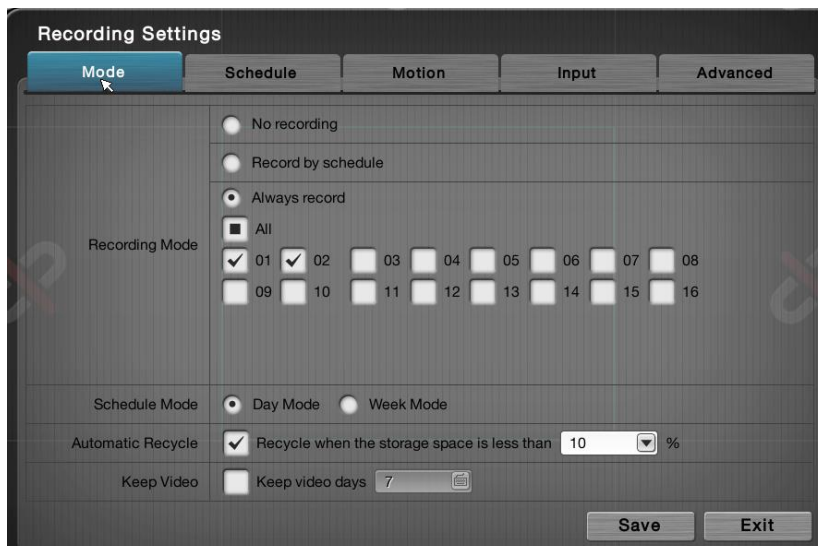 Recording Settings
Mode Schedule Motion Input Advanced
No recording
Record by schedule
Always record
All
Recording Mode
01 02 03 04 05 06 07 08
09 10 11 12 13 14 15 16
Schedule Mode Day Mode Week Mode
Automatic Recycle Recycle when the storage space is less than 10 %
Keep Video Keep video days 7
Save Exit